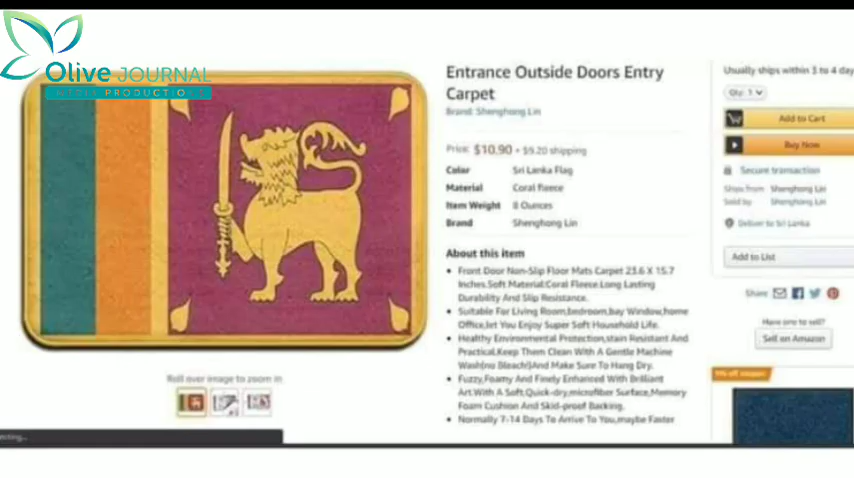 Olive JOURNAL
MEDIA PRODUCTIONS
Entrance Outside Doors Entry
Carpet
Brand: Shenghong Lin
Price: $10.90 + $9.20 shipping
Color Sri Lanka Flag
Material Coral fleece
Item Weight 8 Ounces
Brand Shenghong Lin
About this item
Front Door Non-Slip Floor Mats Carpet 23.6 X 15.7
Inches.Soft Material:Coral Fleece.Long Lasting
Durability And Slip Resistance.
Suitable For Living Room,bedroom,bay Window,home
Office,let You Enjoy Super Soft Household Life.
Healthy Environmental Protection,stain Resistant And
Practical.Keep Them Clean With A Gentle Machine
Wash(no Bleach!)And Make Sure To Hang Dry.
Fuzzy,Foamy And Finely Enhanced With Brilliant
Art.With A Soft,Quick-dry,microfiber Surface,Memory
Foam Cushion And Skid-proof Backing.
Normally 7-14 Days To Arrive To You,maybe Faster
Roll over image to zoom in
Usually ships within 3 to 4 day
Qty: 1
Add to Cart
Buy Now
Secure transaction
Ships from Shenghong Lin
Sold by Shenghong Lin
Deliver to Sri Lanka
Add to List
Share
Have one to sell?
Sell on Amazon
off coupon